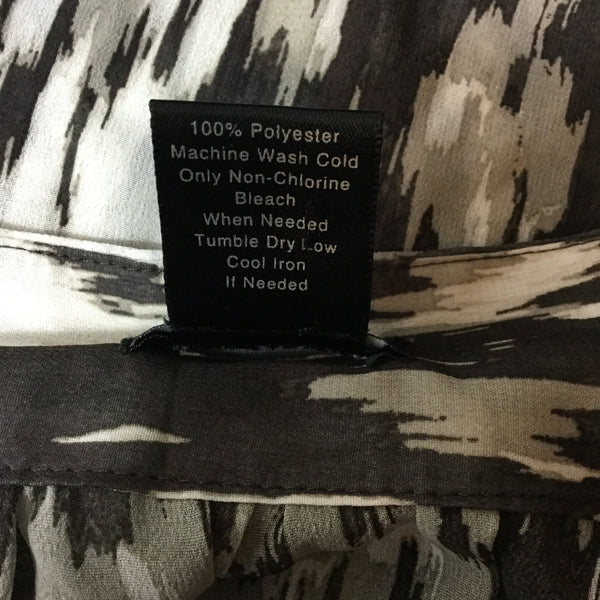 100% Polyester
Machine Wash Cold
Only Non-Chlorine
Bleach
When Needed
Tumble Dry Low
Cool Iron
If Needed